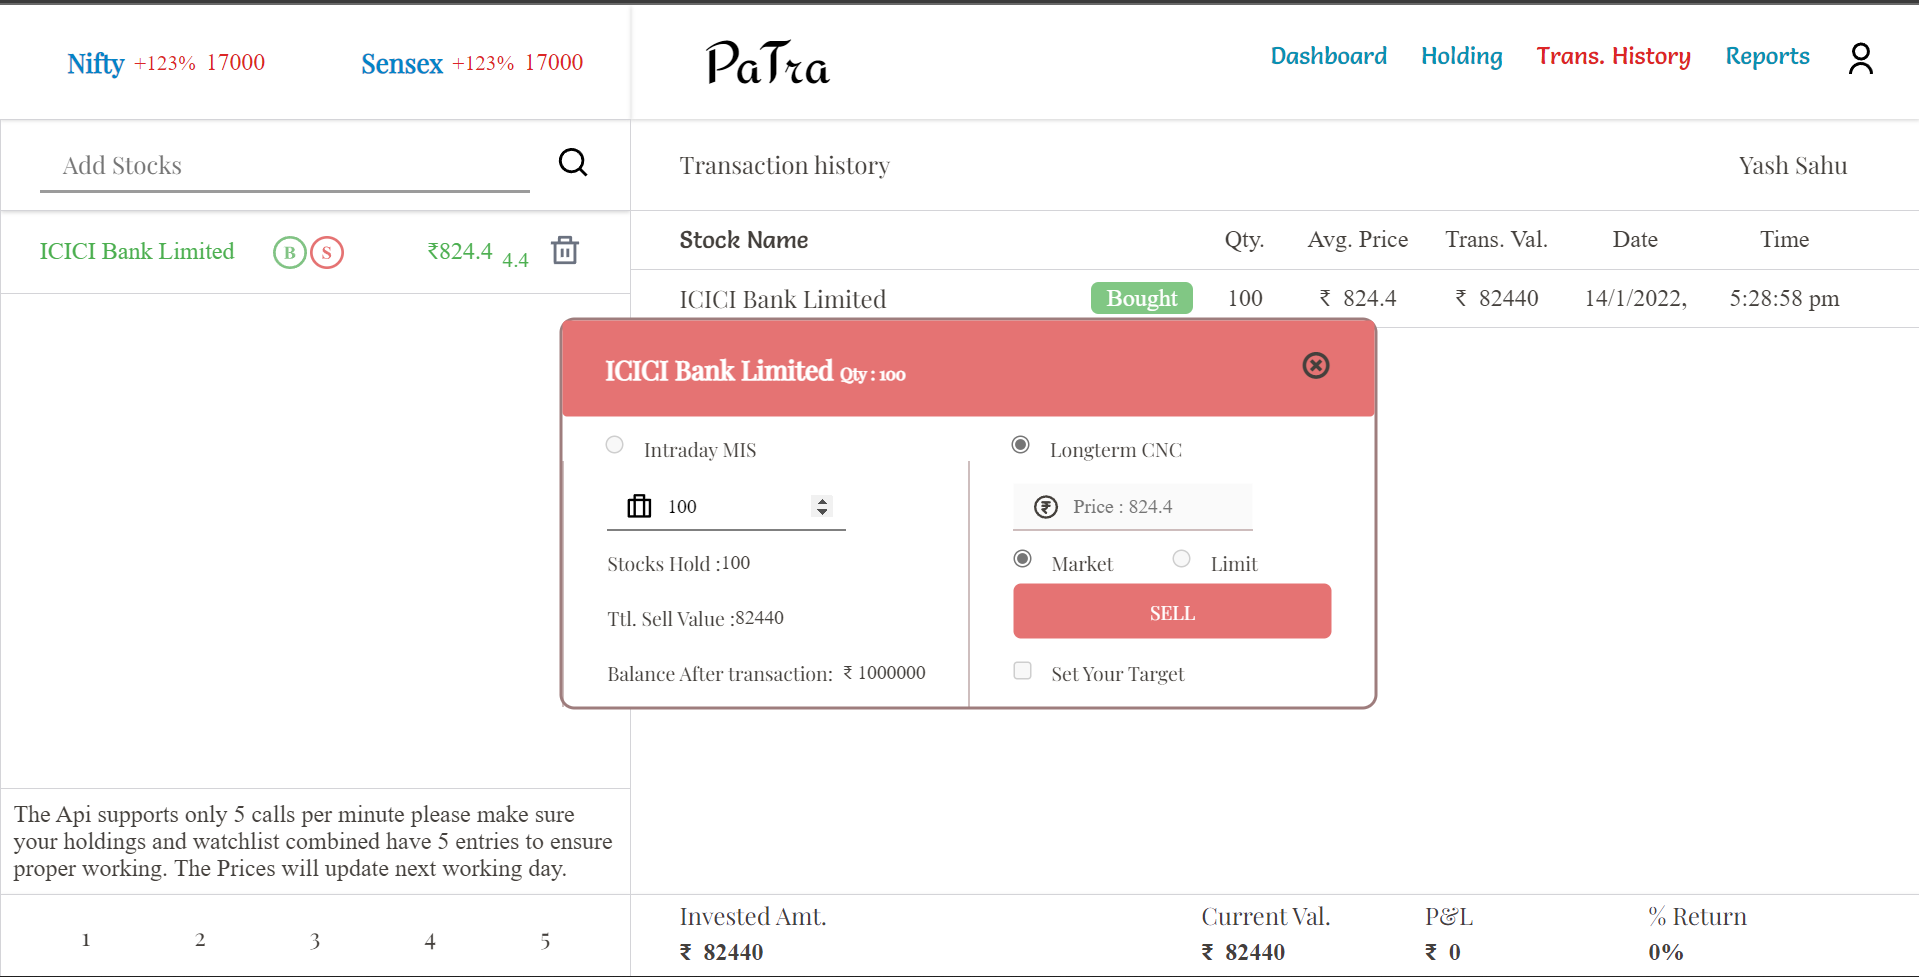 Nifty +123% 17000 Sensex +123% 17000
PaTra
Dashboard Holding Trans. History Reports
Add Stocks
Transaction history Yash Sahu
ICICI Bank Limited B S ₹824.4 4.4
Stock Name Qty. Avg. Price Trans. Val. Date Time
ICICI Bank Limited Bought 100 ₹ 824.4 ₹ 82440 14/1/2022, 5:28:58 pm
ICICI Bank Limited Qty : 100
Intraday MIS Longterm CNC
100 Price : 824.4
Stocks Hold :100 Market Limit
Ttl. Sell Value :82440 SELL
Balance After transaction: ₹ 1000000 Set Your Target
The Api supports only 5 calls per minute please make sure
your holdings and watchlist combined have 5 entries to ensure
proper working. The Prices will update next working day.
1 2 3 4 5
Invested Amt. Current Val. P&L % Return
₹ 82440 ₹ 82440 ₹ 0 0%